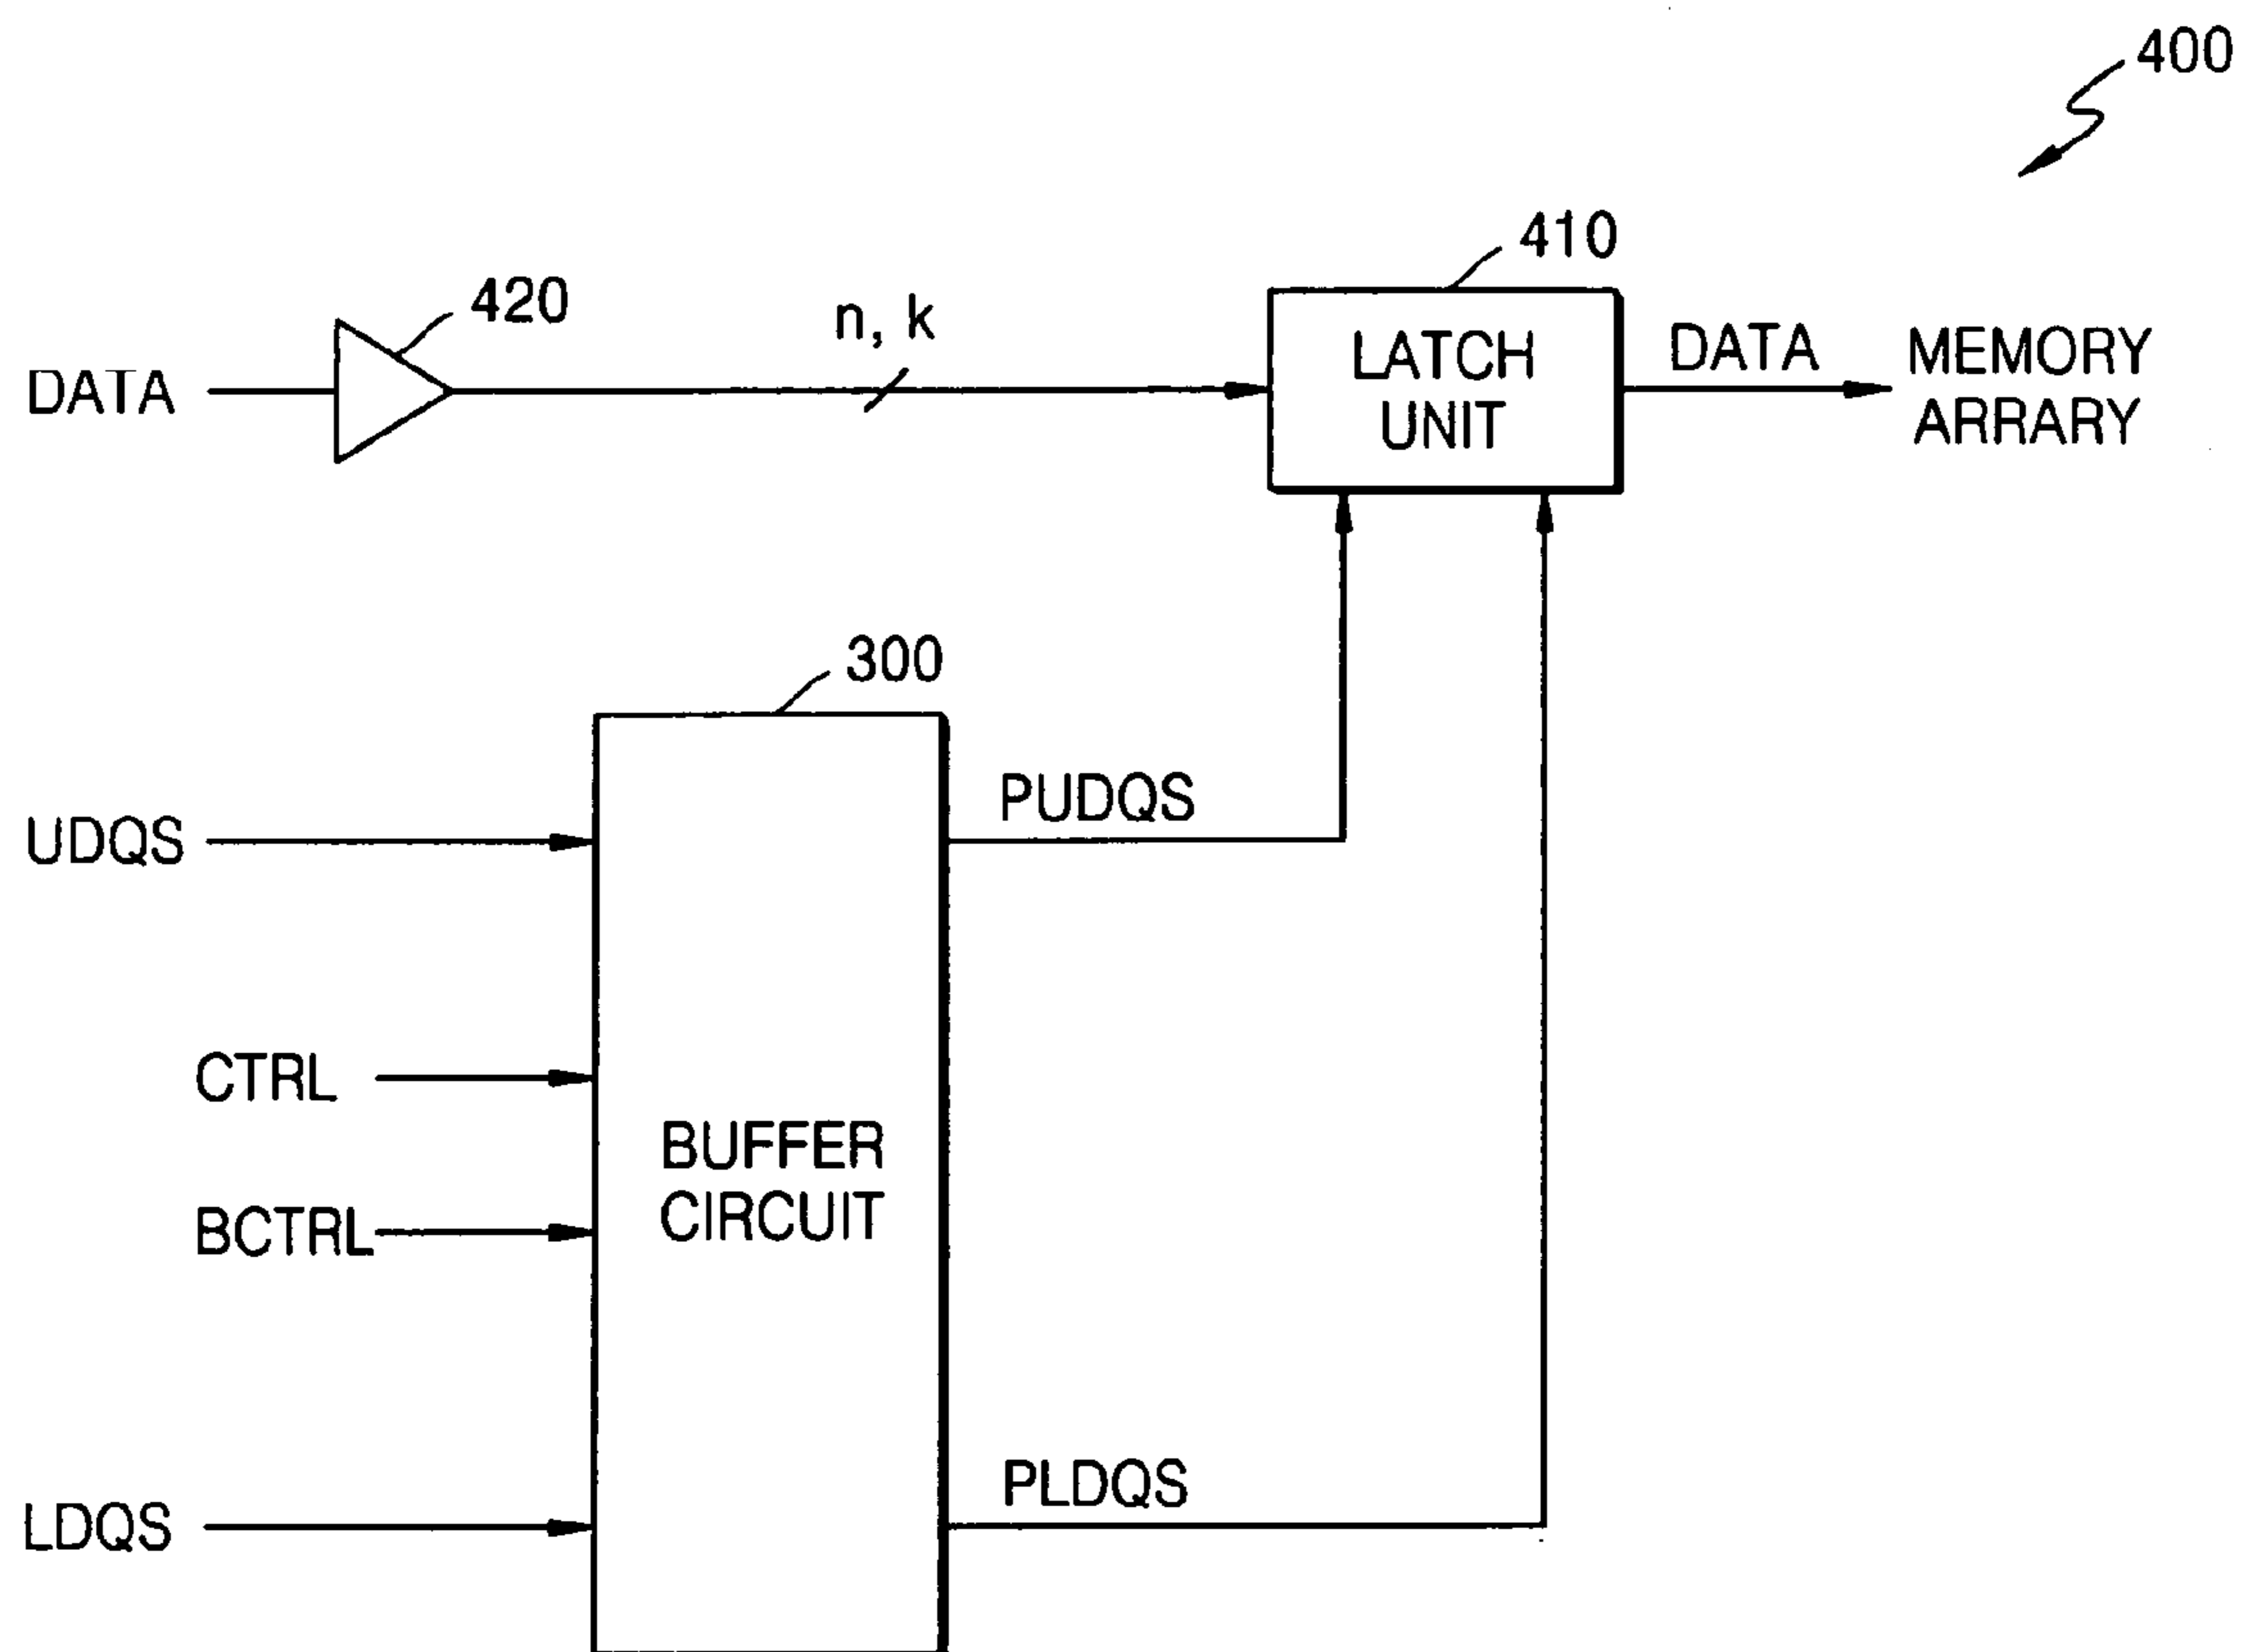 400
410
420
n, k
DATA
LATCH
UNIT
DATA
MEMORY
ARRARY
300
PUDQS
UDQS
CTRL
BUFFER
CIRCUIT
BCTRL
PLDQS
LDQS